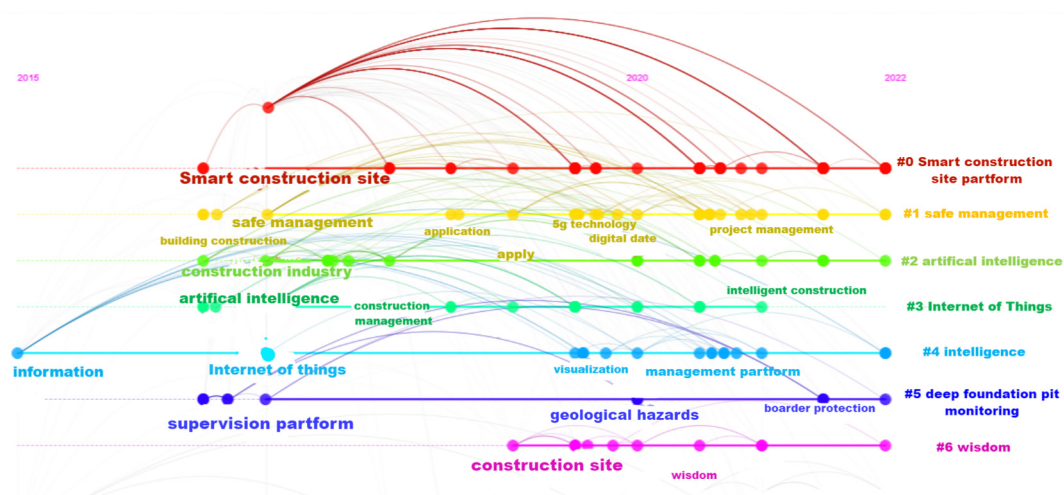 2015
2020
2022
#0 Smart construction
site partform
Smart construction site
#1 safe management
safe management
application
5g technology
digital date
project management
building construction
apply
#2 artifical intelligence
construction industry
artifical intelligence
intelligent construction
construction
management
#3 Internet of Things
#4 intelligence
information
Internet of things
visualization
management partform
#5 deep foundation pit
monitoring
supervision partform
geological hazards
boarder protection
#6 wisdom
construction site
wisdom